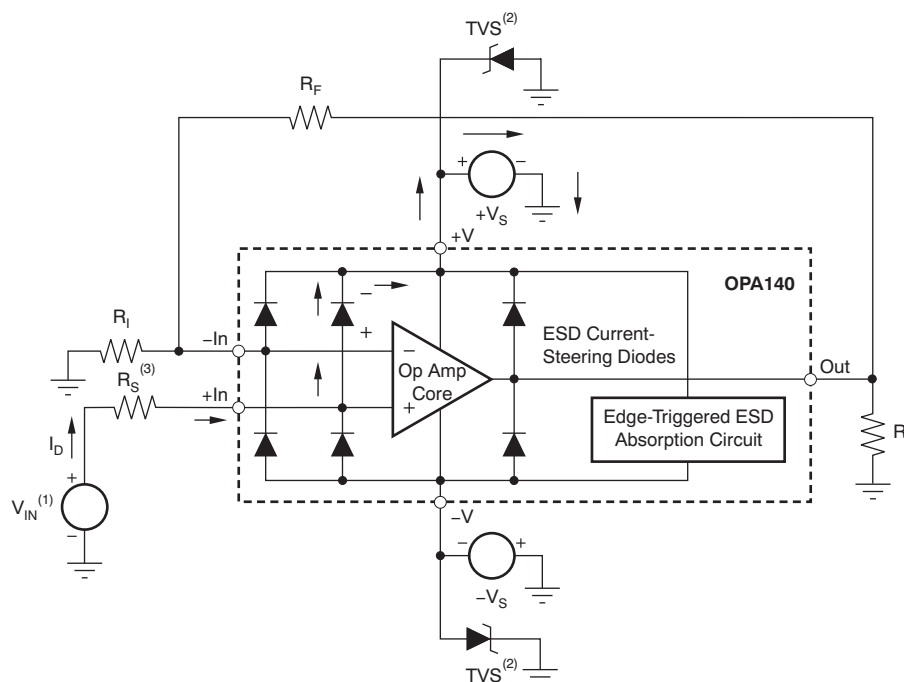 TVS(2)
RF
+ −
+VS
+V
OPA140
−
+
RI
−In
ESD Current-
Steering Diodes
−
Op Amp
Core
+
Out
RS(3)
+In
Edge-Triggered ESD
Absorption Circuit
R
ID
+
VIN(1)
−
−V
− +
−VS
TVS(2)